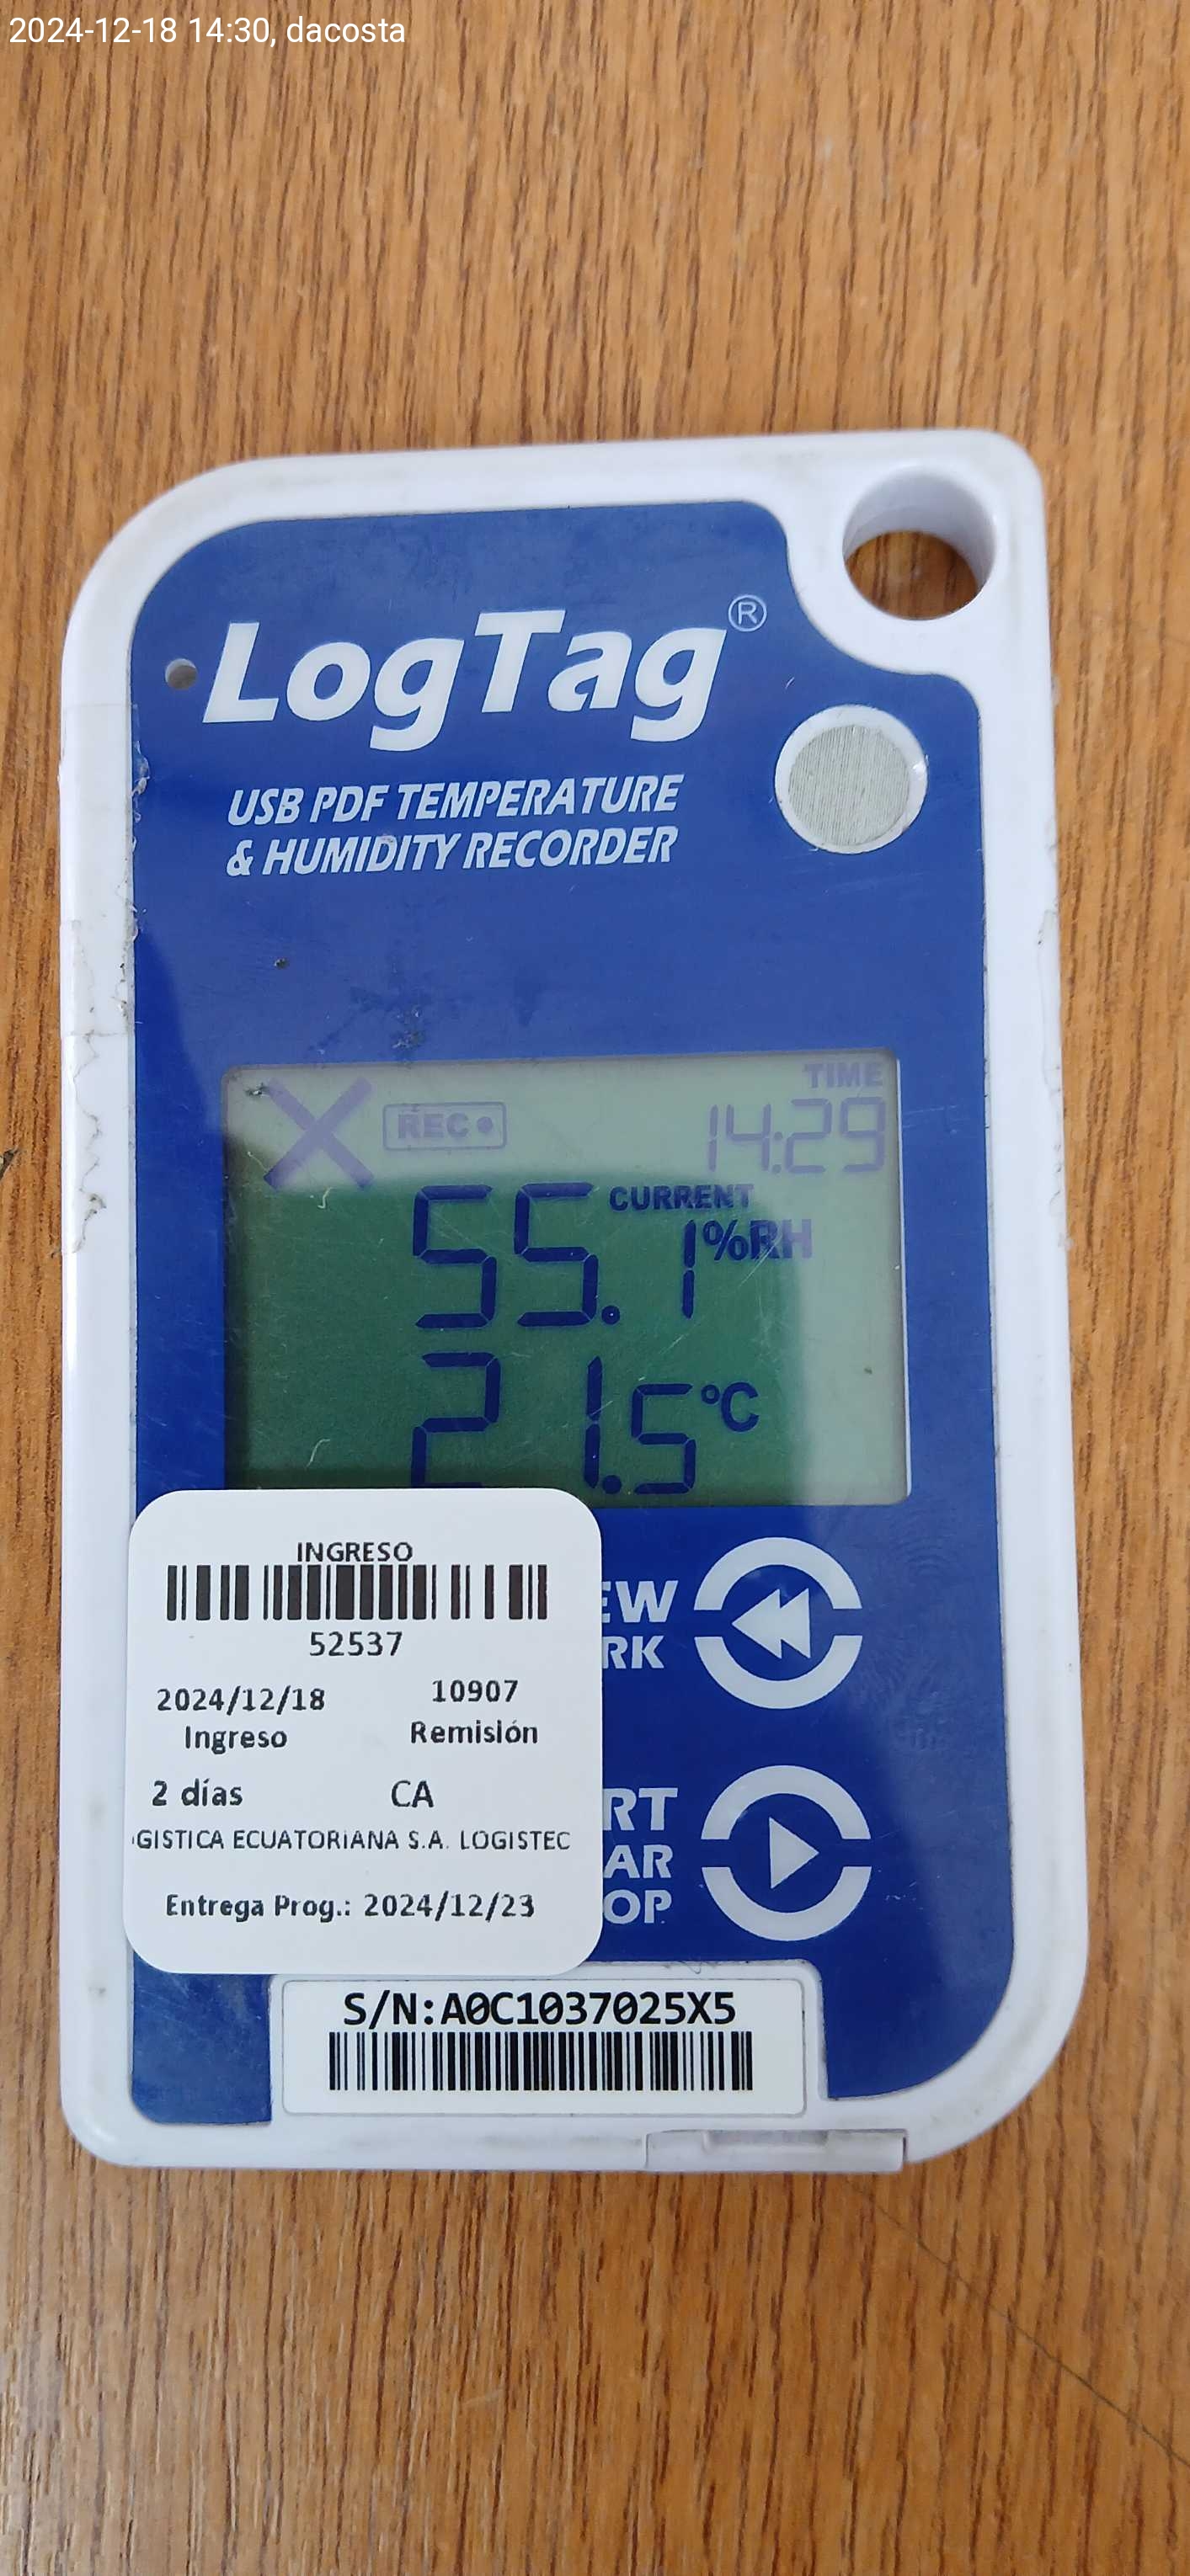 2024-12-18 14:30, dacosta
LogTag®
USB PDF TEMPERATURE
& HUMIDITY RECORDER
TIME
REC
14:29
CURRENT
55.1%RH
21.5°C
INGRESO
52537
2024/12/18 10907
Ingreso Remisión
2 días CA
GISTICA ECUATORIANA S.A. LOGISTEC
Entrega Prog.: 2024/12/23
EW
RK
RT
AR
OP
S/N:A0C1037025X5